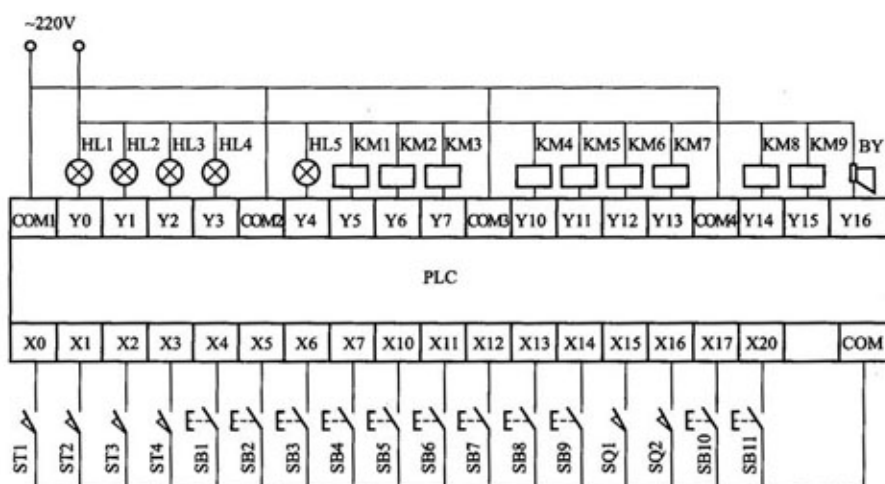 ~220V
HL1 HL2 HL3 HL4 HL5 KM1 KM2 KM3 KM4 KM5 KM6 KM7 KM8 KM9 BY
COM1 Y0 Y1 Y2 Y3 COM2 Y4 Y5 Y6 Y7 COM3 Y10 Y11 Y12 Y13 COM4 Y14 Y15 Y16
PLC
X0 X1 X2 X3 X4 X5 X6 X7 X10 X11 X12 X13 X14 X15 X16 X17 X20 COM
ST1 ST2 ST3 ST4 SB1 SB2 SB3 SB4 SB5 SB6 SB7 SB8 SB9 SQ1 SQ2 SB10 SB11